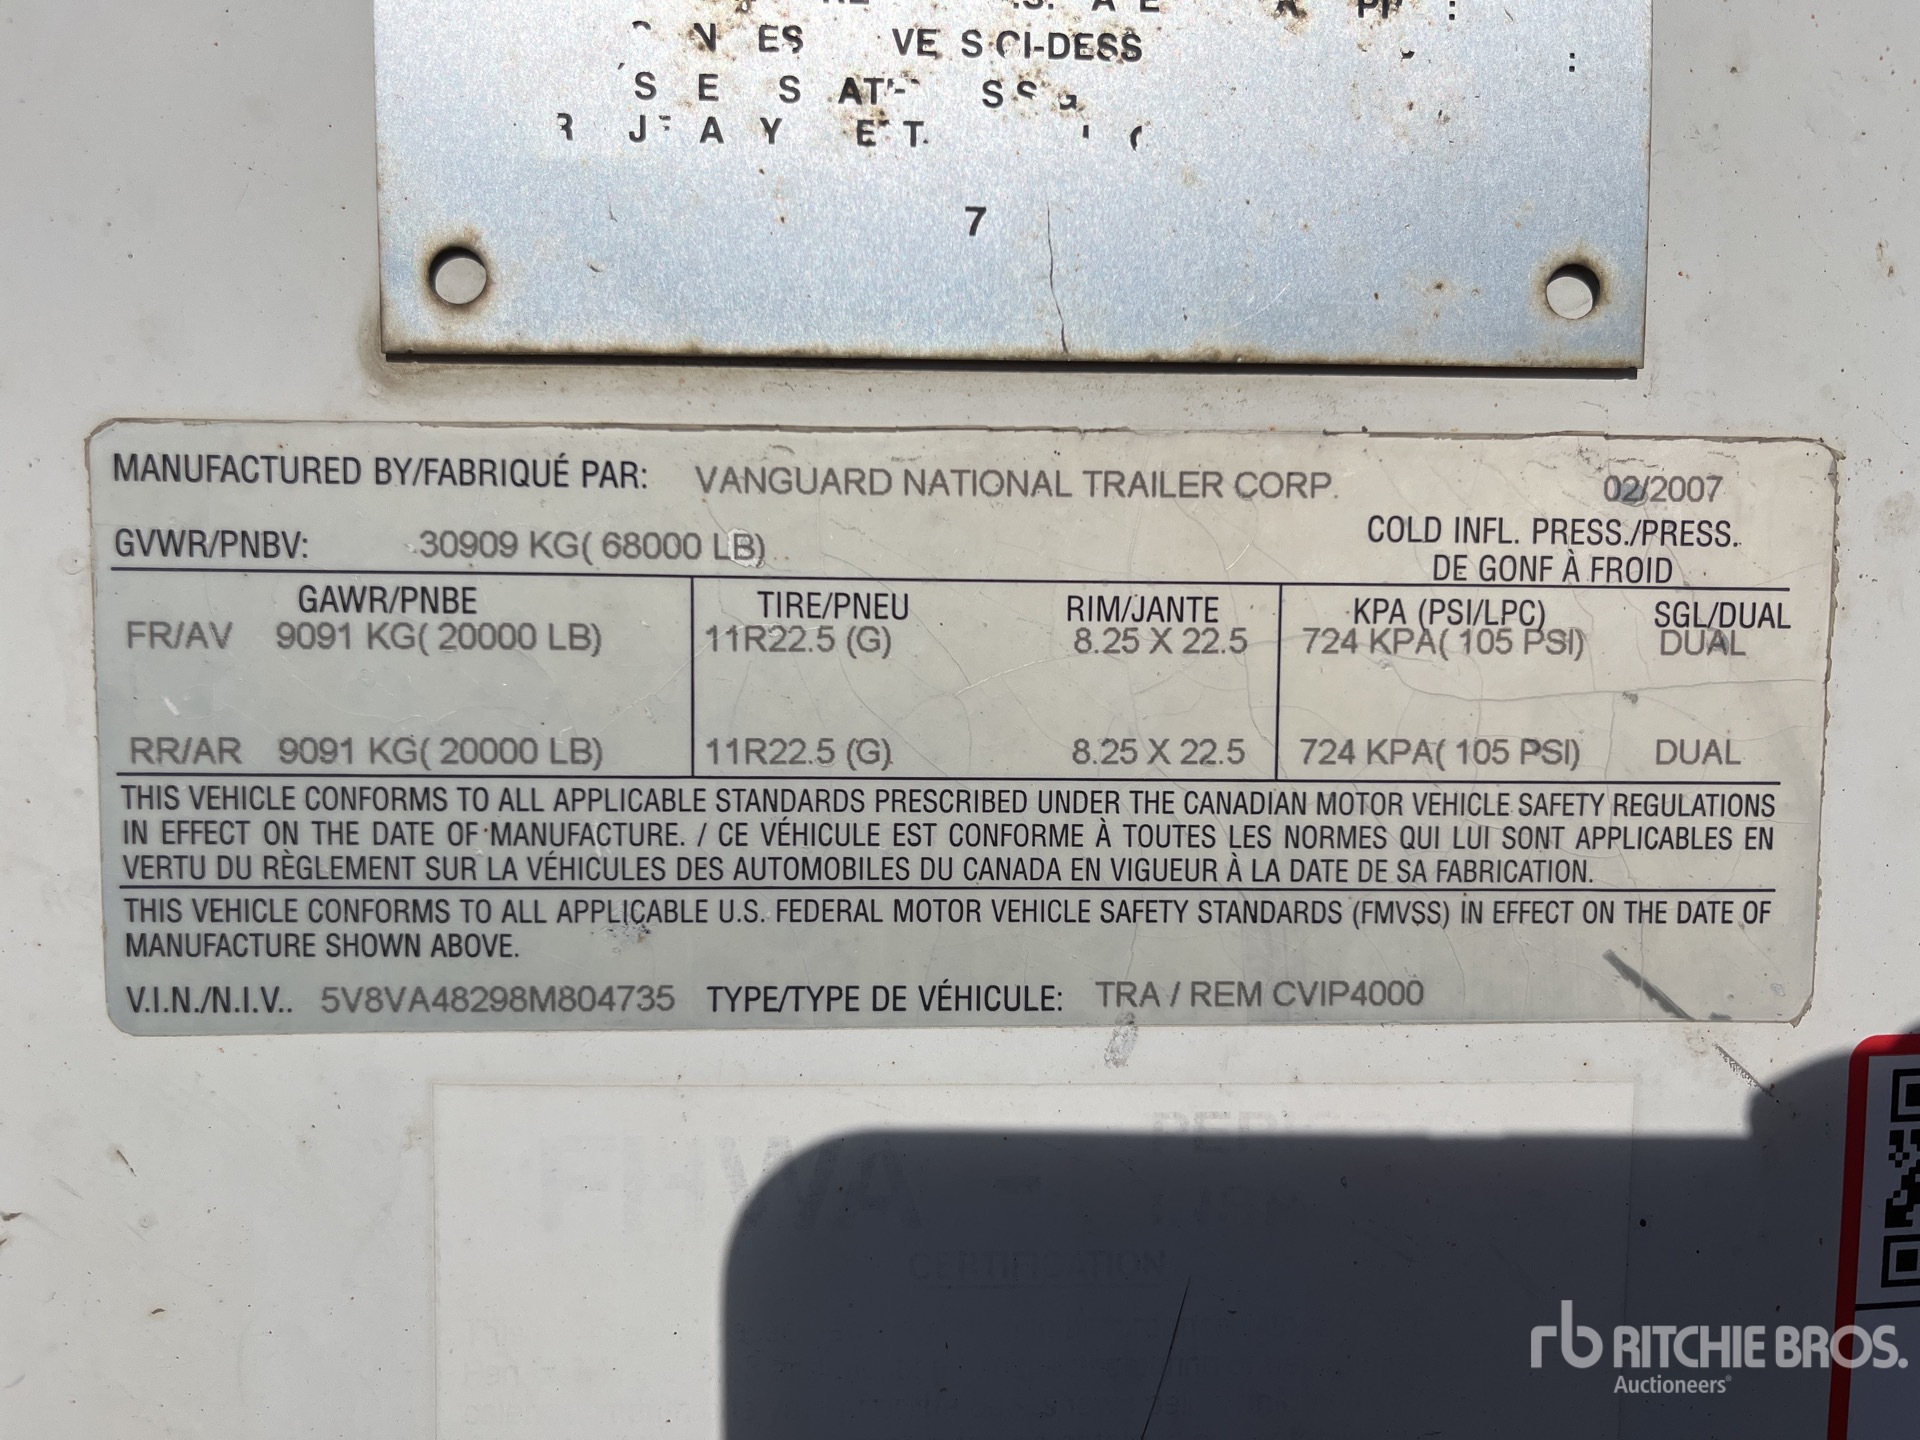 7
MANUFACTURED BY/FABRIQUÉ PAR: VANGUARD NATIONAL TRAILER CORP. 02/2007
GVWR/PNBV: 30909 KG( 68000 LB)
COLD INFL. PRESS./PRESS.
DE GONF À FROID
GAWR/PNBE TIRE/PNEU RIM/JANTE KPA (PSI/LPC) SGL/DUAL
FR/AV 9091 KG( 20000 LB) 11R22.5 (G) 8.25 X 22.5 724 KPA( 105 PSI) DUAL
RR/AR 9091 KG( 20000 LB) 11R22.5 (G) 8.25 X 22.5 724 KPA( 105 PSI) DUAL
THIS VEHICLE CONFORMS TO ALL APPLICABLE STANDARDS PRESCRIBED UNDER THE CANADIAN MOTOR VEHICLE SAFETY REGULATIONS
IN EFFECT ON THE DATE OF MANUFACTURE. / CE VÉHICULE EST CONFORME À TOUTES LES NORMES QUI LUI SONT APPLICABLES EN
VERTU DU RÈGLEMENT SUR LA VÉHICULES DES AUTOMOBILES DU CANADA EN VIGUEUR À LA DATE DE SA FABRICATION.
THIS VEHICLE CONFORMS TO ALL APPLICABLE U.S. FEDERAL MOTOR VEHICLE SAFETY STANDARDS (FMVSS) IN EFFECT ON THE DATE OF
MANUFACTURE SHOWN ABOVE.
V.I.N./N.I.V.. 5V8VA48298M804735 TYPE/TYPE DE VÉHICULE: TRA / REM CVIP4000
FHWA
CERTIFICATION
rb RITCHIE BROS.
Auctioneers